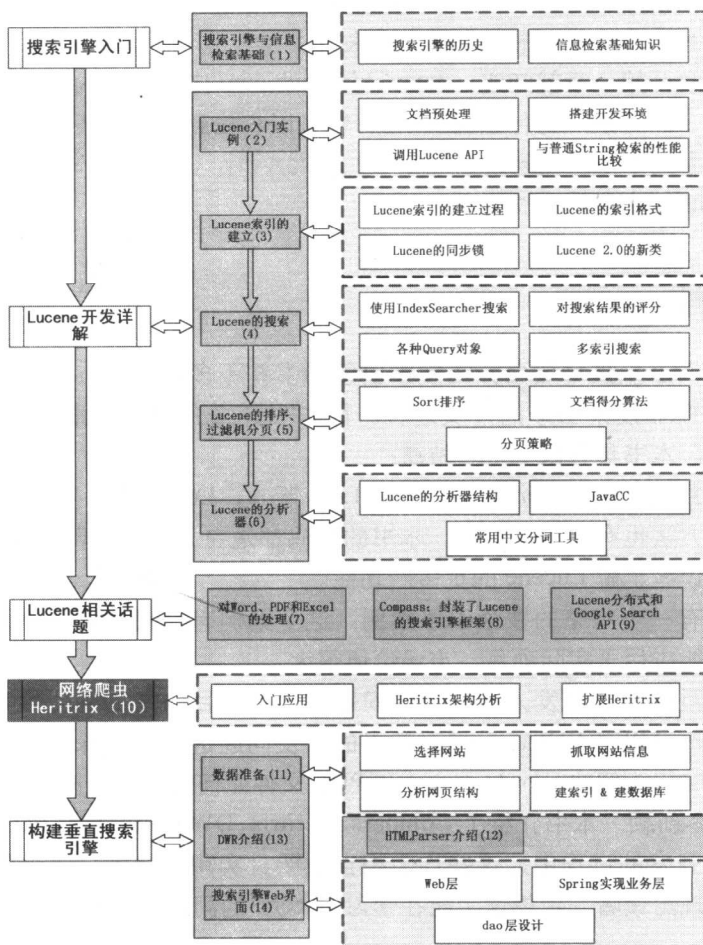 搜索引擎入门
搜索引擎与信息
检索基础（1）
搜索引擎的历史
信息检索基础知识
Lucene入门实
例（2）
文档预处理
搭建开发环境
调用Lucene API
与普通String检索的性能
比较
Lucene索引的
建立(3)
Lucene索引的建立过程
Lucene的索引格式
Lucene的同步锁
Lucene 2.0的新类
Lucene 开发详
解
Lucene的搜索
(4)
使用IndexSearcher搜索
对搜索结果的评分
各种Query对象
多索引搜索
Lucene的排序、
过滤机分页(5)
Sort排序
文档得分算法
分页策略
Lucene的分析
器(6)
Lucene的分析器结构
JavaCC
常用中文分词工具
Lucene 相关话
题
对Word、PDF和Excel
的处理(7)
Compass：封装了Lucene
的搜索引擎框架(8)
Lucene分布式和
Google Search
API(9)
网络爬虫
Heritrix （10）
入门应用
Heritrix架构分析
扩展Heritrix
数据准备(11)
选择网站
抓取网站信息
分析网页结构
建索引 & 建数据库
构建垂直搜索
引擎
DWR介绍(13)
HTMLParser介绍(12)
搜索引擎Web界
面(14)
Web层
Spring实现业务层
dao层设计